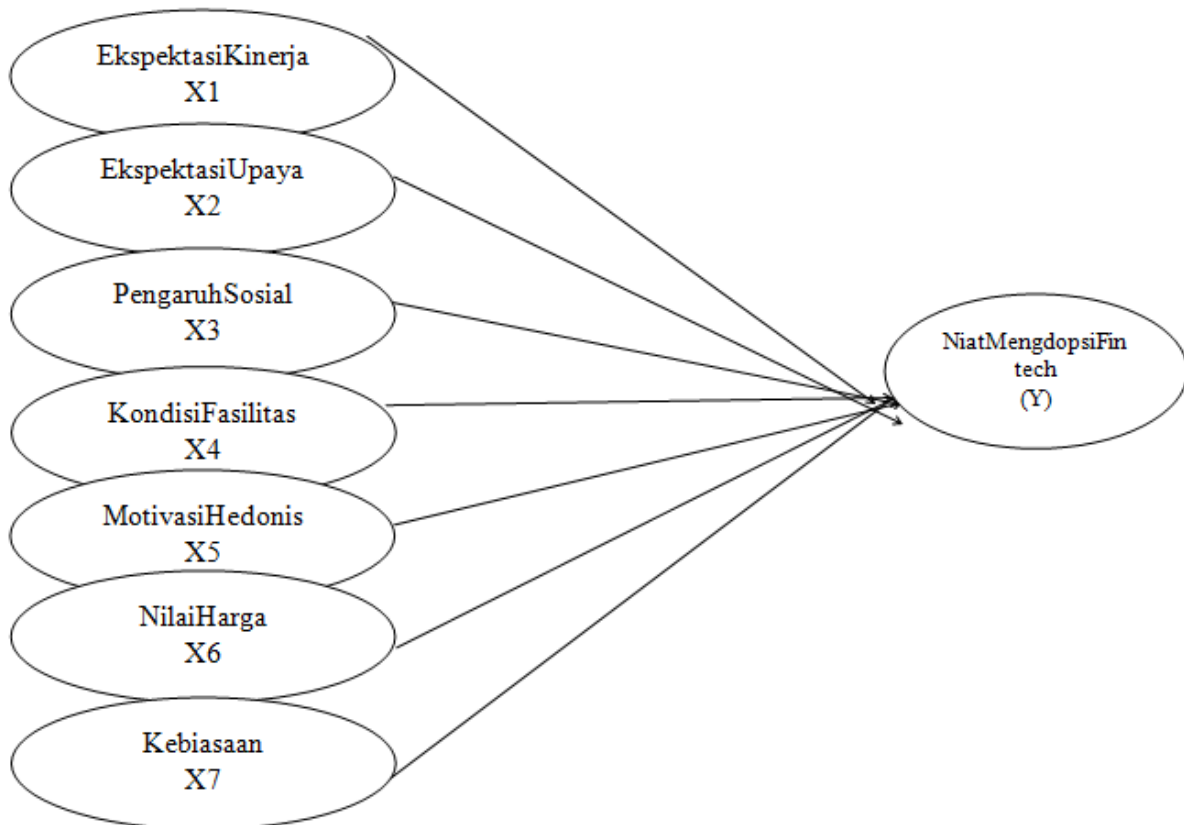 EkspektasiKinerja
X1
EkspektasiUpaya
X2
PengaruhSosial
X3
KondisiFasilitas
X4
MotivasiHedonis
X5
NilaiHarga
X6
Kebiasaan
X7
NiatMengdopsiFin
tech
(Y)